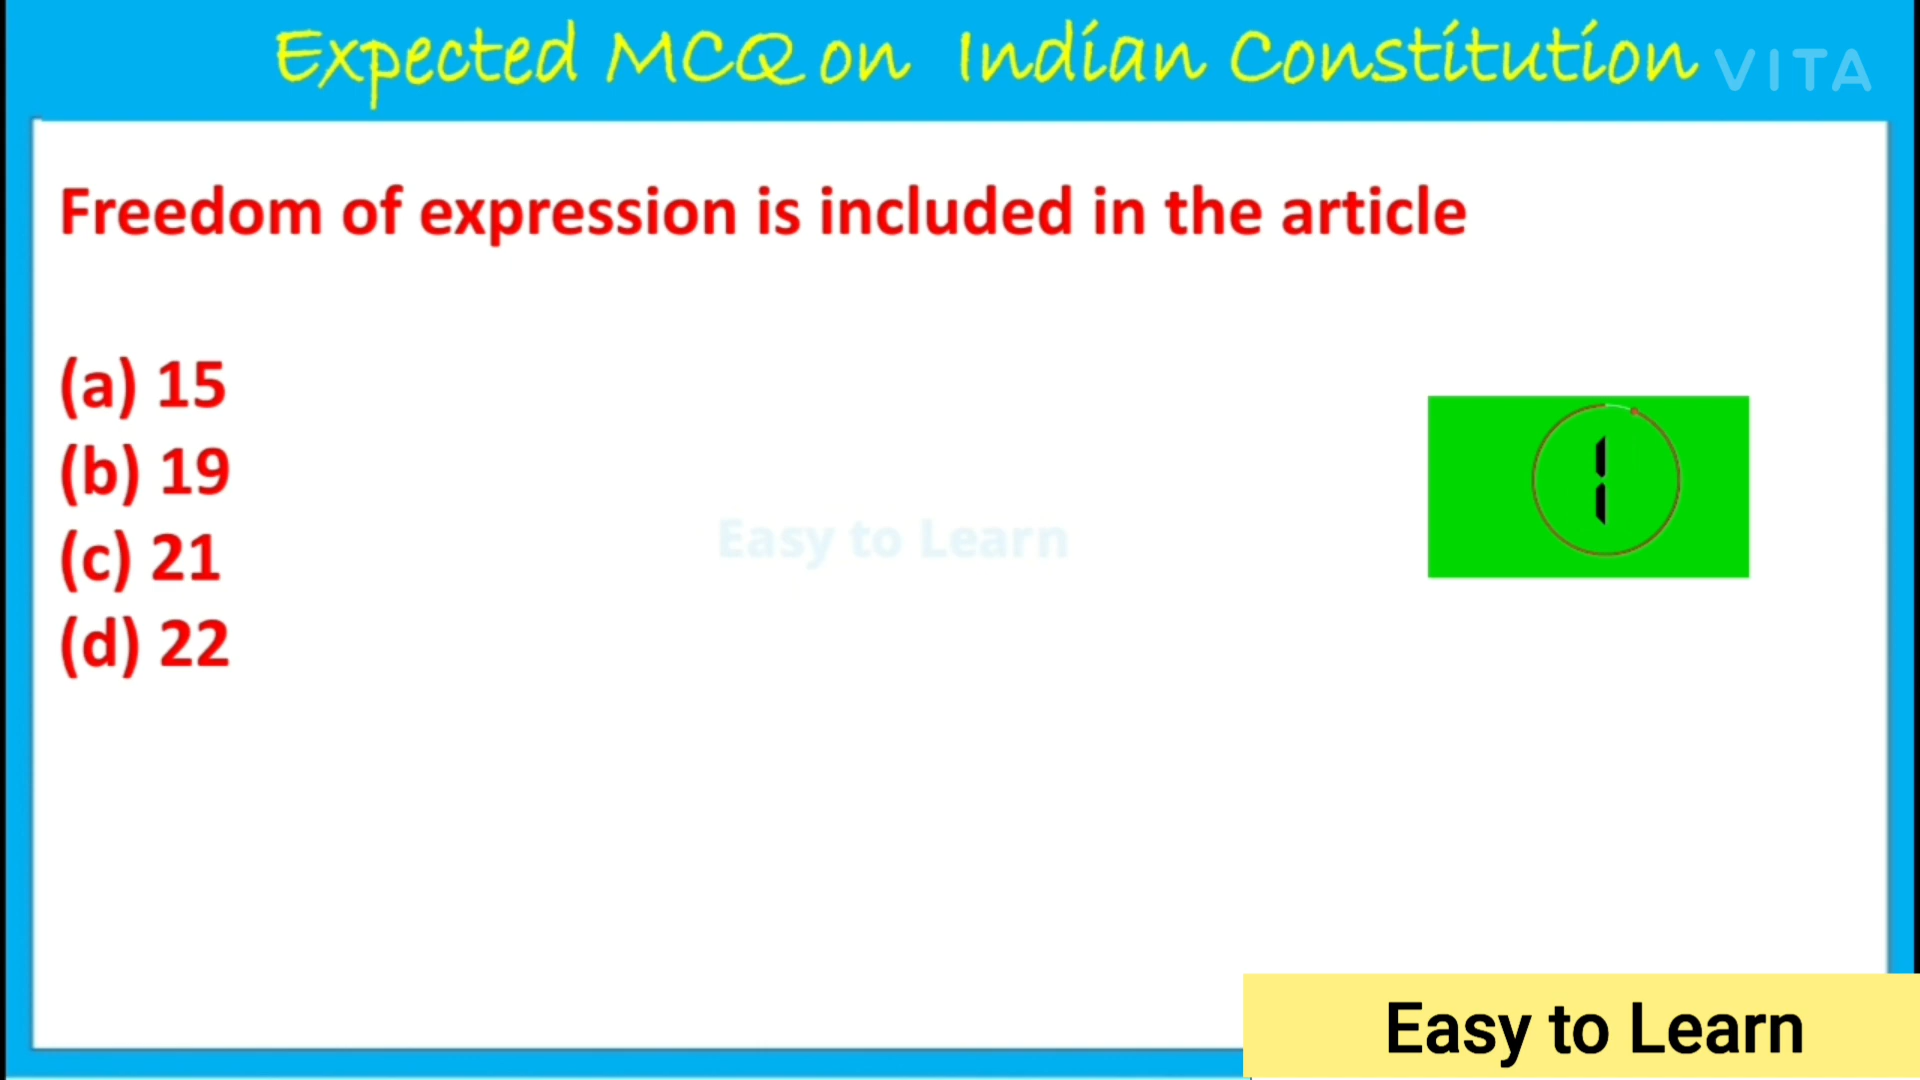 Expected MCQ on Indian Constitution
VITA
Freedom of expression is included in the article
(a) 15
(b) 19
(c) 21
(d) 22
1
Easy to Learn
Easy to Learn